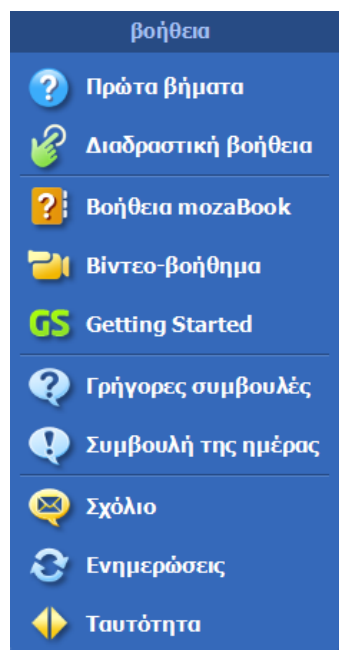 βοήθεια
Πρώτα βήματα
Διαδραστική βοήθεια
Βοήθεια mozaBook
Βίντεο-βοήθημα
GS Getting Started
Γρήγορες συμβουλές
Συμβουλή της ημέρας
Σχόλιο
Ενημερώσεις
Ταυτότητα